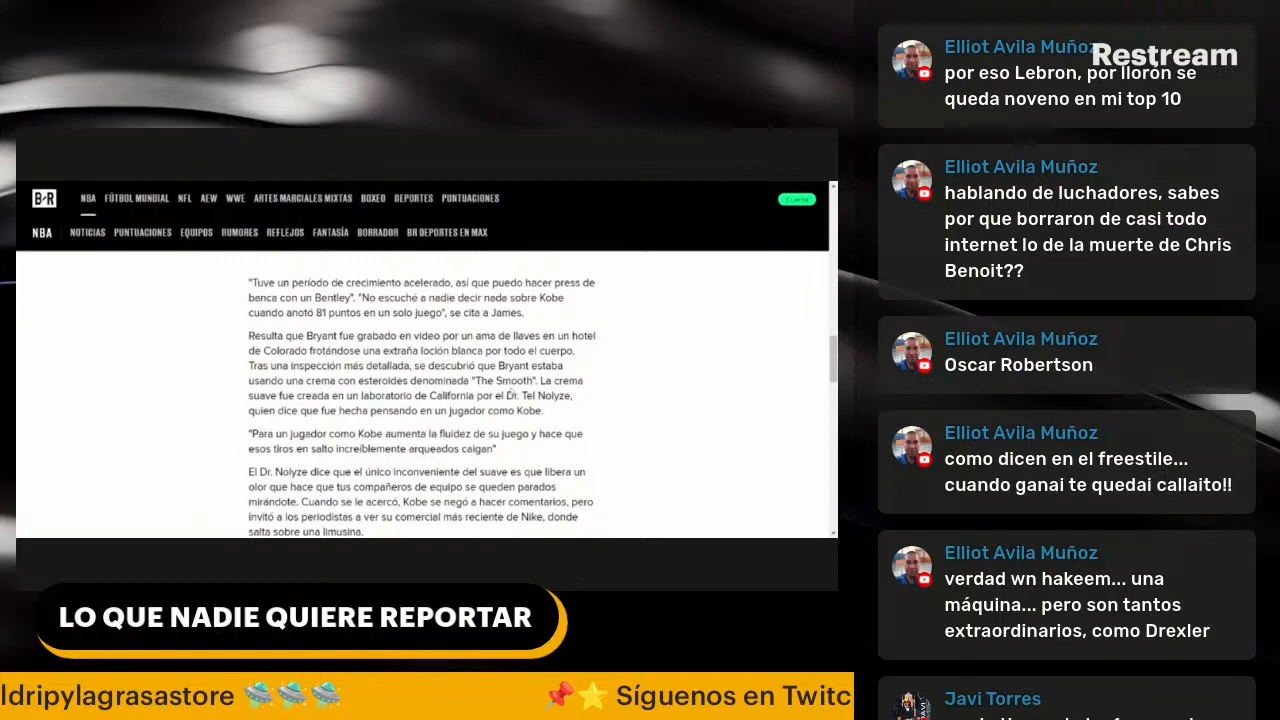 B/R
NBA FÚTBOL MUNDIAL NFL AEW WWE ARTES MARCIALES MIXTAS BOXEO DEPORTES PUNTUACIONES
Cuenta
NBA NOTICIAS PUNTUACIONES EQUIPOS RUMORES REFLEJOS FANTASÍA BORRADOR BR DEPORTES EN MAX
"Tuve un período de crecimiento acelerado, así que puedo hacer press de
banca con un Bentley". "No escuché a nadie decir nada sobre Kobe
cuando anotó 81 puntos en un solo juego", se cita a James.
Resulta que Bryant fue grabado en video por un ama de llaves en un hotel
de Colorado frotándose una extraña loción blanca por todo el cuerpo.
Tras una inspección más detallada, se descubrió que Bryant estaba
usando una crema con esteroides denominada "The Smooth". La crema
suave fue creada en un laboratorio de California por el Dr. Tel Nolyze,
quien dice que fue hecha pensando en un jugador como Kobe.
"Para un jugador como Kobe aumenta la fluidez de su juego y hace que
esos tiros en salto increíblemente arqueados caigan"
El Dr. Nolyze dice que el único inconveniente del suave es que libera un
olor que hace que tus compañeros de equipo se queden parados
mirándote. Cuando se le acercó, Kobe se negó a hacer comentarios, pero
invitó a los periodistas a ver su comercial más reciente de Nike, donde
salta sobre una limusina.
LO QUE NADIE QUIERE REPORTAR
ldripylagrasastore 🛸🛸🛸 📌⭐ Síguenos en Twitc
Restream
Elliot Avila Muñoz
por eso Lebron, por llorón se
queda noveno en mi top 10
Elliot Avila Muñoz
hablando de luchadores, sabes
por que borraron de casi todo
internet lo de la muerte de Chris
Benoit??
Elliot Avila Muñoz
Oscar Robertson
Elliot Avila Muñoz
como dicen en el freestile...
cuando ganai te quedai callaito!!
Elliot Avila Muñoz
verdad wn hakeem... una
máquina... pero son tantos
extraordinarios, como Drexler
Javi Torres